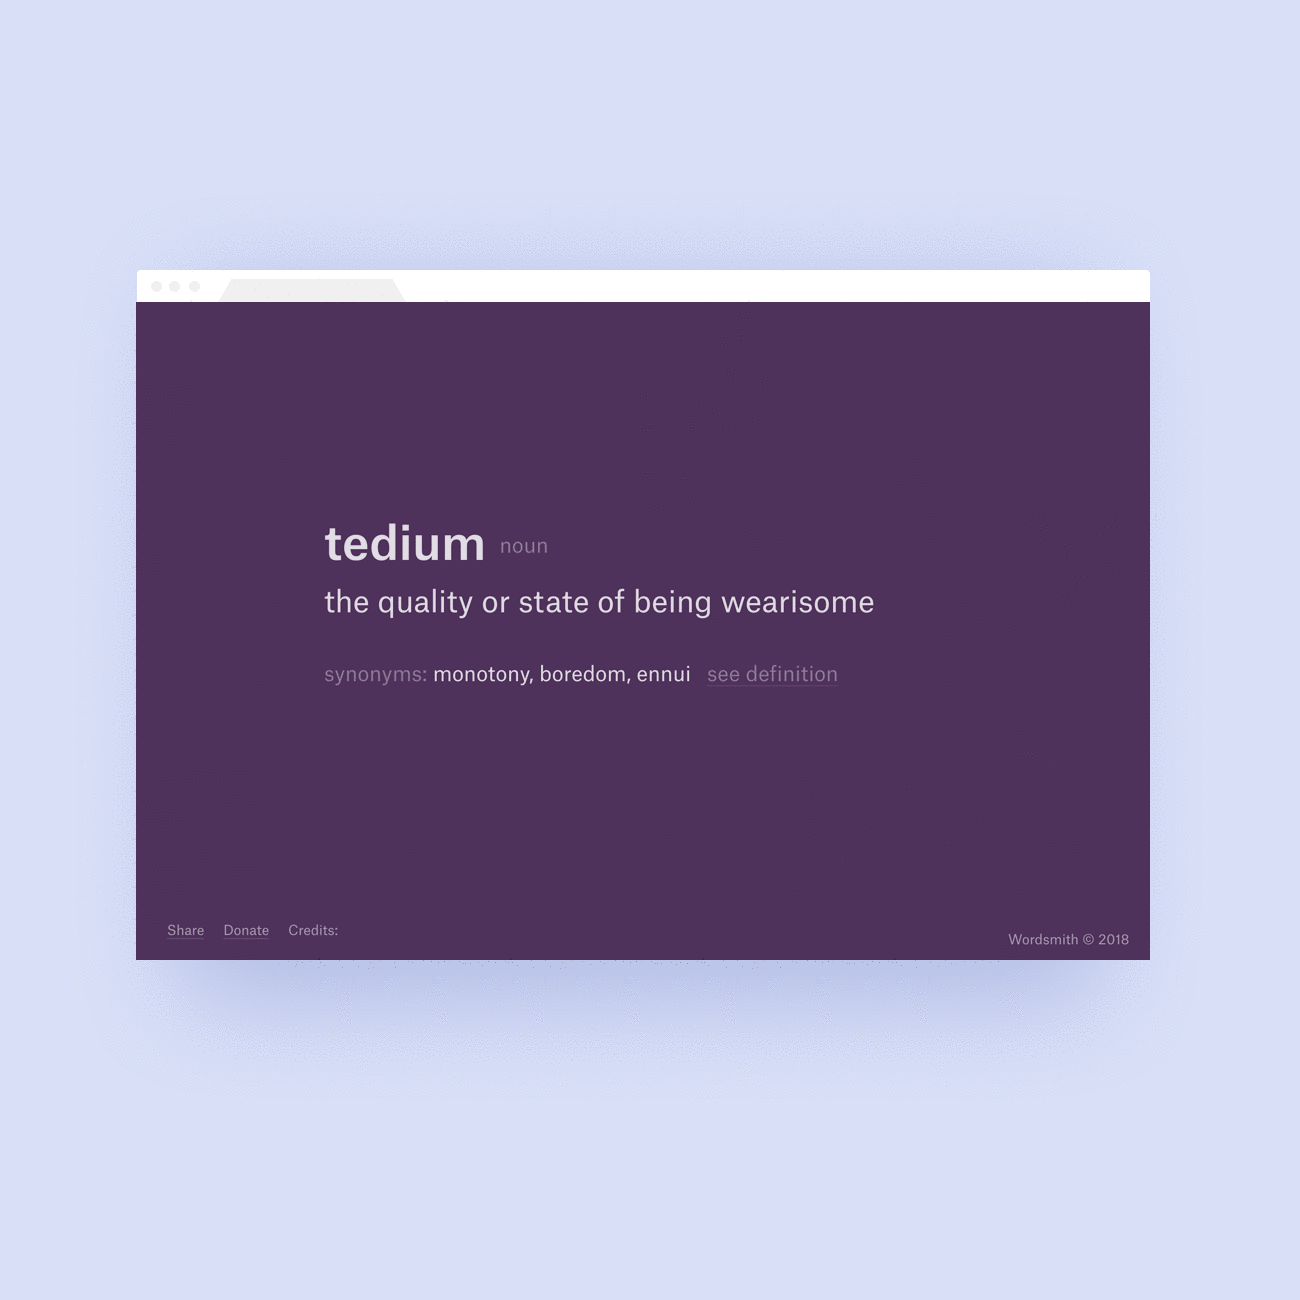 tedium noun
the quality or state of being wearisome
synonyms: monotony, boredom, ennui see definition
Share Donate Credits:
Wordsmith © 2018